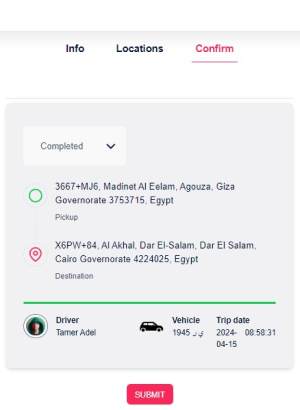 Info Locations Confirm
Completed
3667+MJ6, Madinet Al Eelam, Agouza, Giza
Governorate 3753715, Egypt
Pickup
X6PW+84, Al Akhal, Dar El-Salam, Dar El Salam,
Cairo Governorate 4224025, Egypt
Destination
Driver Vehicle Trip date
Tamer Adel 1945 ي ر 2024- 08:58:31
04-15
SUBMIT